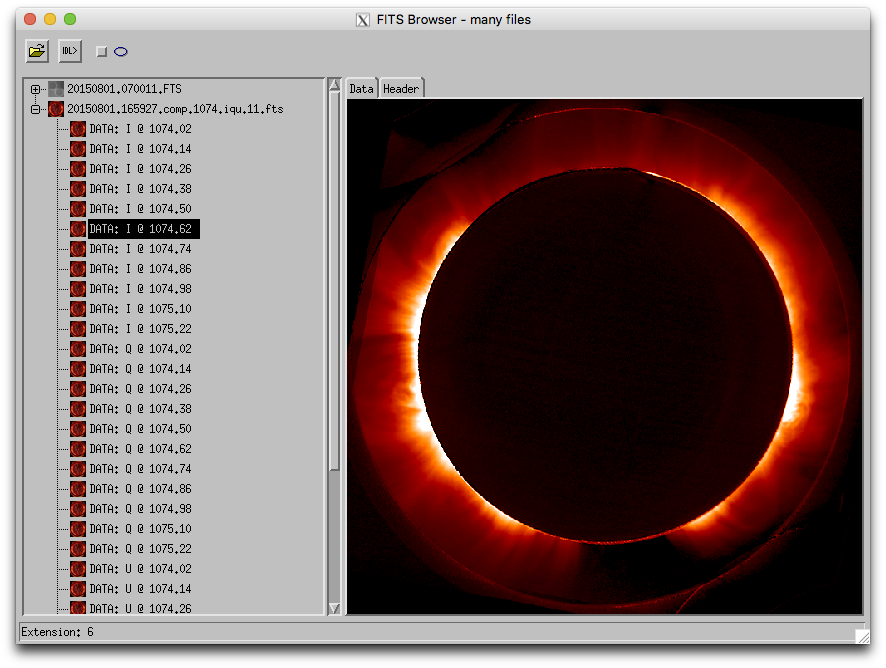 FITS Browser - many files
IDL>
20150801.070011.FTS
20150801.165927.comp.1074.iqu.11.fts
DATA: I @ 1074.02
DATA: I @ 1074.14
DATA: I @ 1074.26
DATA: I @ 1074.38
DATA: I @ 1074.50
DATA: I @ 1074.62
DATA: I @ 1074.74
DATA: I @ 1074.86
DATA: I @ 1074.98
DATA: I @ 1075.10
DATA: I @ 1075.22
DATA: Q @ 1074.02
DATA: Q @ 1074.14
DATA: Q @ 1074.26
DATA: Q @ 1074.38
DATA: Q @ 1074.50
DATA: Q @ 1074.62
DATA: Q @ 1074.74
DATA: Q @ 1074.86
DATA: Q @ 1074.98
DATA: Q @ 1075.10
DATA: Q @ 1075.22
DATA: U @ 1074.02
DATA: U @ 1074.14
DATA: U @ 1074.26
Data Header
Extension: 6